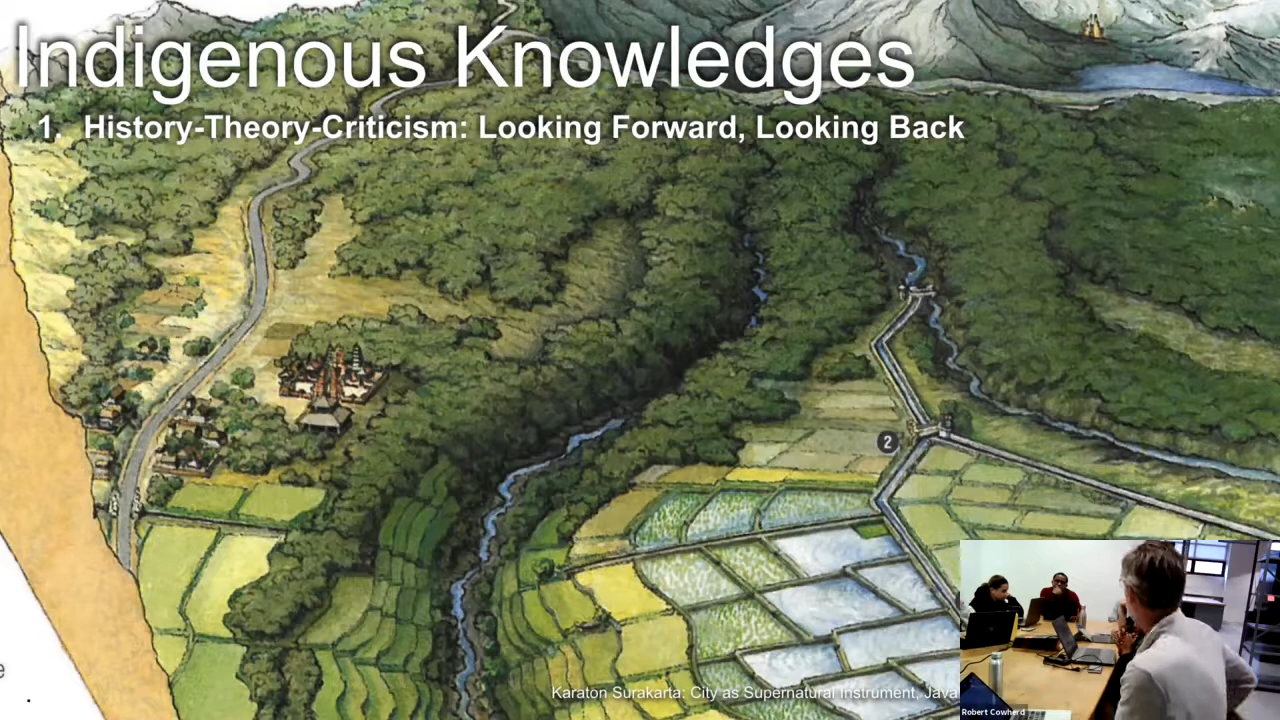 Indigenous Knowledges
1. History-Theory-Criticism: Looking Forward, Looking Back
2
e
.
Karaton Surakarta: City as Supernatural Instrument, Java
Robert Cowherd